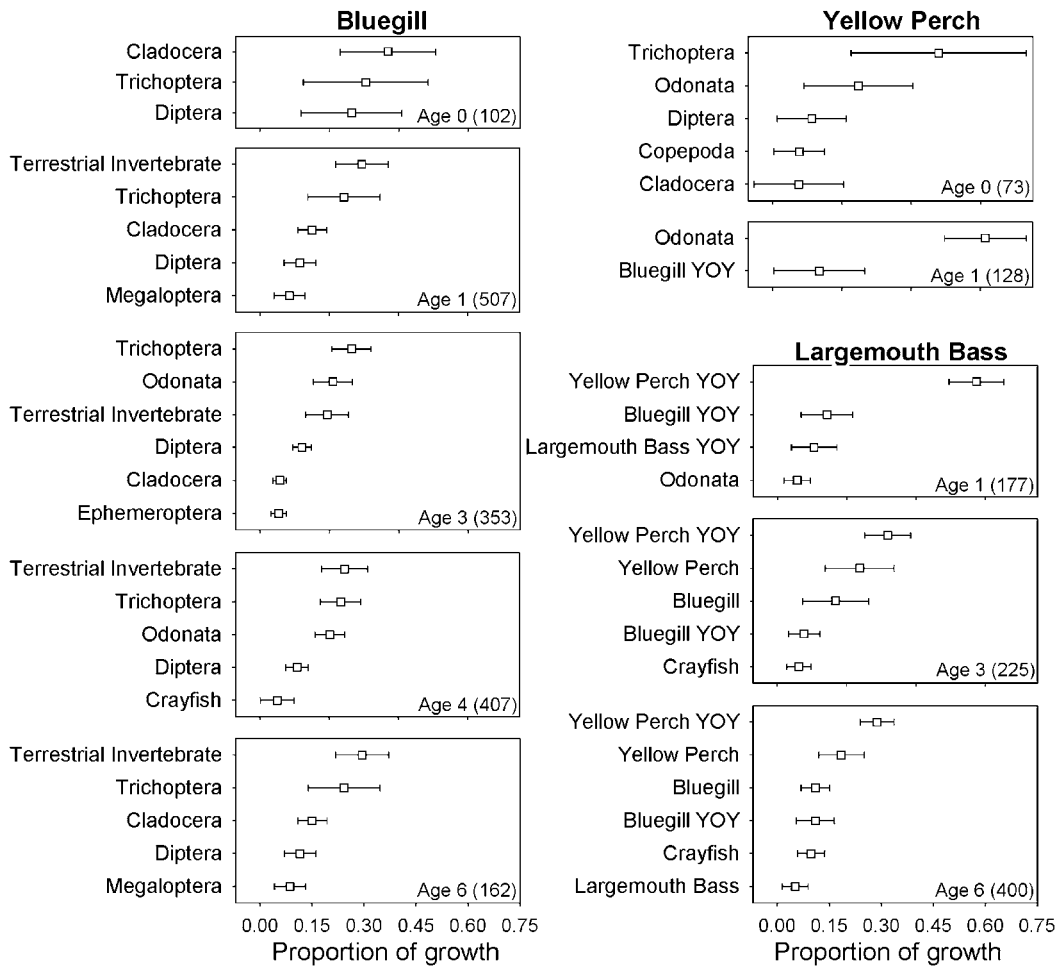 Bluegill
Cladocera
Trichoptera
Diptera
Age 0 (102)
Terrestrial Invertebrate
Trichoptera
Cladocera
Diptera
Megaloptera
Age 1 (507)
Trichoptera
Odonata
Terrestrial Invertebrate
Diptera
Cladocera
Ephemeroptera
Age 3 (353)
Terrestrial Invertebrate
Trichoptera
Odonata
Diptera
Crayfish
Age 4 (407)
Terrestrial Invertebrate
Trichoptera
Cladocera
Diptera
Megaloptera
Age 6 (162)
0.00 0.15 0.30 0.45 0.60 0.75
Proportion of growth
Yellow Perch
Trichoptera
Odonata
Diptera
Copepoda
Cladocera
Age 0 (73)
Odonata
Bluegill YOY
Age 1 (128)
Largemouth Bass
Yellow Perch YOY
Bluegill YOY
Largemouth Bass YOY
Odonata
Age 1 (177)
Yellow Perch YOY
Yellow Perch
Bluegill
Bluegill YOY
Crayfish
Age 3 (225)
Yellow Perch YOY
Yellow Perch
Bluegill
Bluegill YOY
Crayfish
Largemouth Bass
Age 6 (400)
0.00 0.15 0.30 0.45 0.60 0.75
Proportion of growth